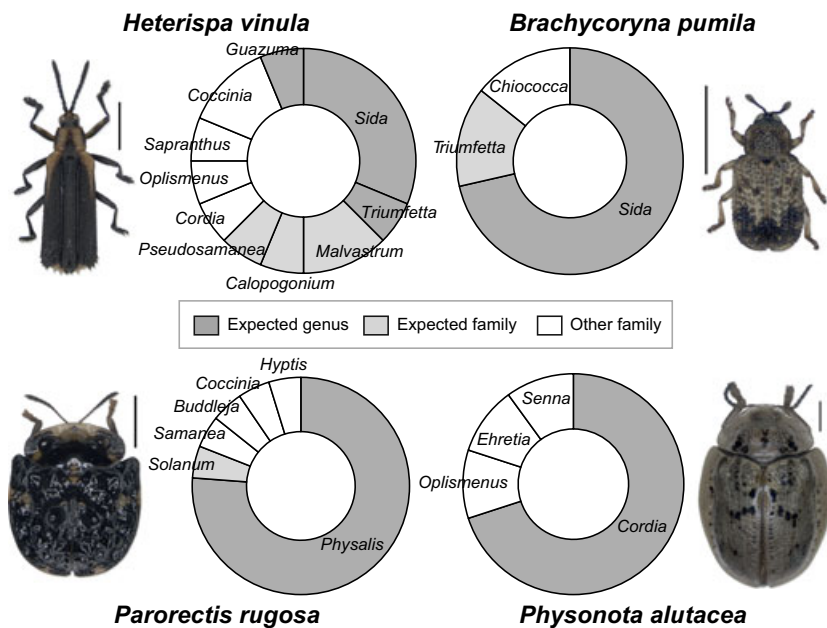 Heterispa vinula
Brachycoryna pumila
Guazuma
Coccinia
Sida
Sapranthus
Oplismenus
Cordia
Triumfetta
Pseudosamanea
Malvastrum
Calopogonium
Chiococca
Triumfetta
Sida
Expected genus
Expected family
Other family
Hyptis
Coccinia
Buddleja
Samanea
Solanum
Physalis
Senna
Ehretia
Oplismenus
Cordia
Parorectis rugosa
Physonota alutacea